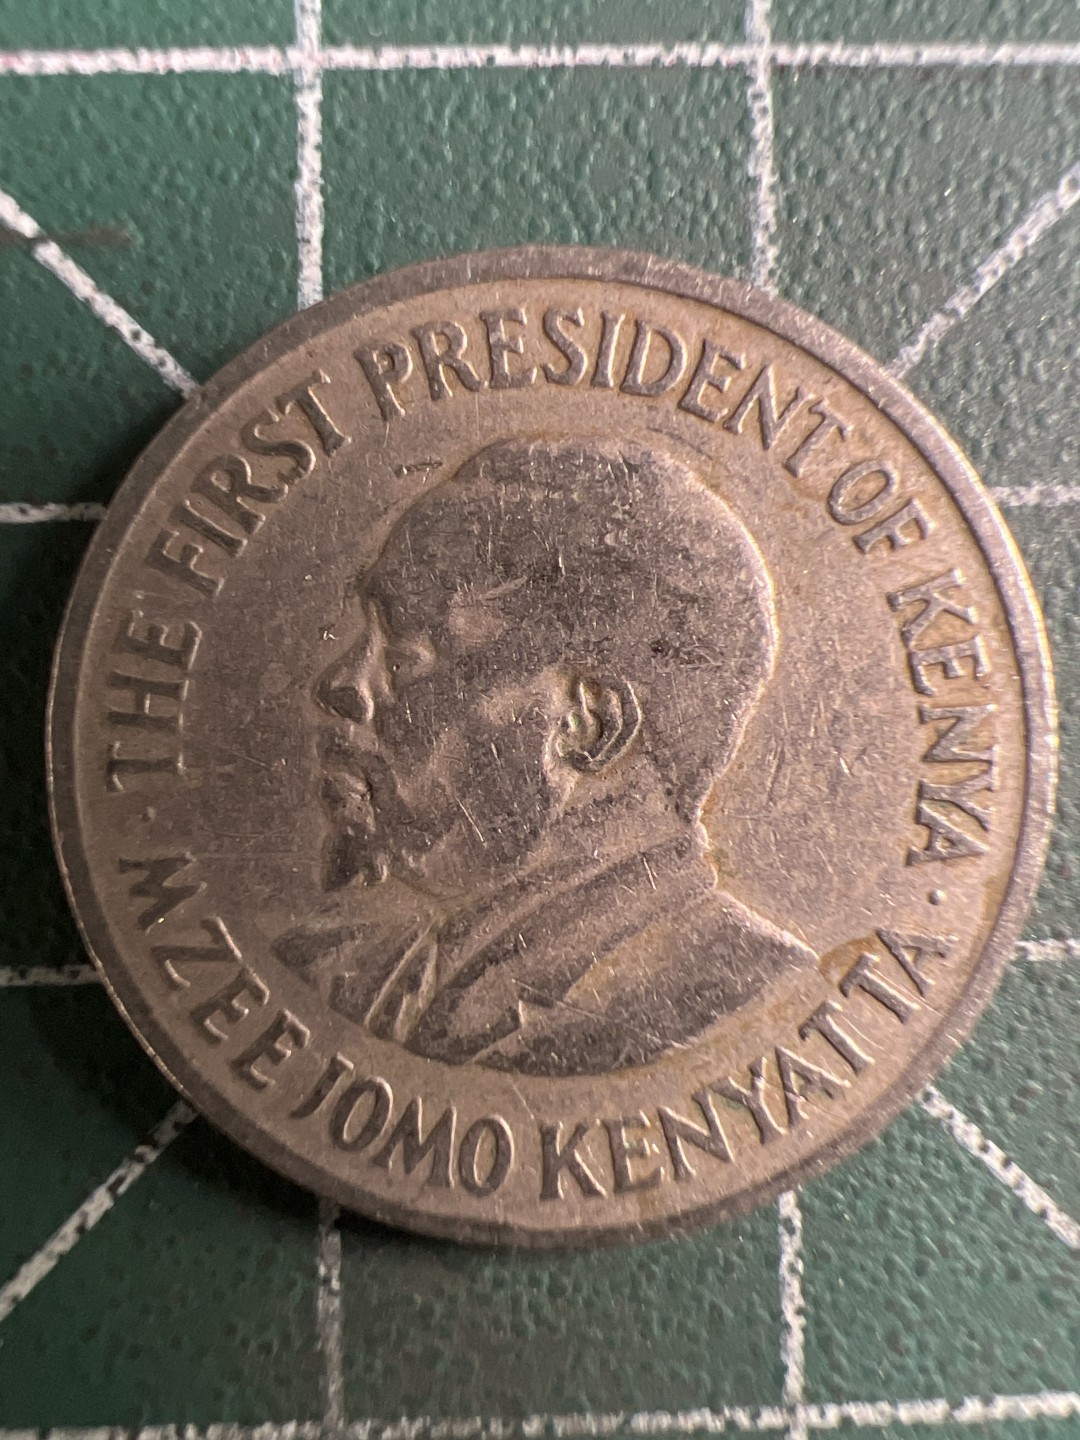 · THE FIRST PRESIDENT OF KENYA ·
MZEE JOMO KENYATTA